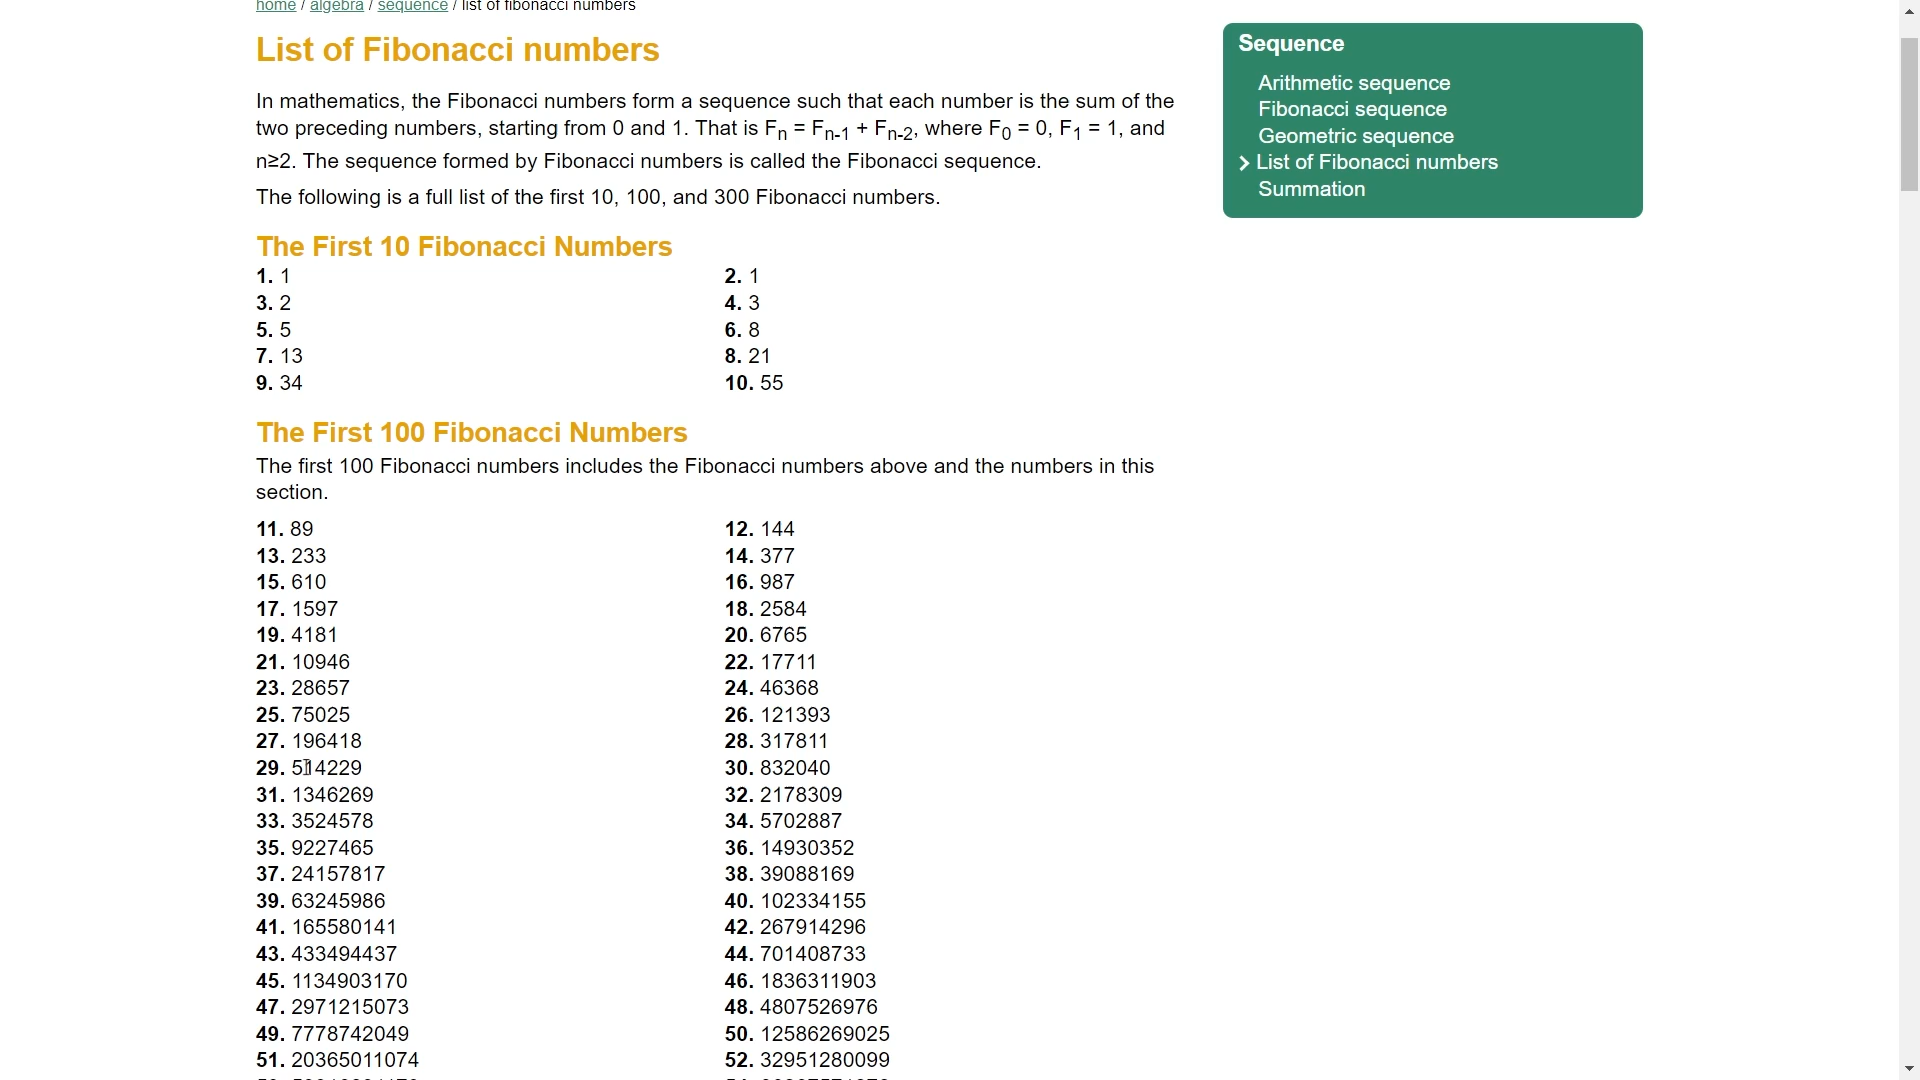 home / algebra / sequence / list of fibonacci numbers
List of Fibonacci numbers
In mathematics, the Fibonacci numbers form a sequence such that each number is the sum of the
two preceding numbers, starting from 0 and 1. That is Fn = Fn-1 + Fn-2, where F0 = 0, F1 = 1, and
n≥2. The sequence formed by Fibonacci numbers is called the Fibonacci sequence.
The following is a full list of the first 10, 100, and 300 Fibonacci numbers.
The First 10 Fibonacci Numbers
1. 1 2. 1
3. 2 4. 3
5. 5 6. 8
7. 13 8. 21
9. 34 10. 55
The First 100 Fibonacci Numbers
The first 100 Fibonacci numbers includes the Fibonacci numbers above and the numbers in this
section.
11. 89 12. 144
13. 233 14. 377
15. 610 16. 987
17. 1597 18. 2584
19. 4181 20. 6765
21. 10946 22. 17711
23. 28657 24. 46368
25. 75025 26. 121393
27. 196418 28. 317811
29. 514229 30. 832040
31. 1346269 32. 2178309
33. 3524578 34. 5702887
35. 9227465 36. 14930352
37. 24157817 38. 39088169
39. 63245986 40. 102334155
41. 165580141 42. 267914296
43. 433494437 44. 701408733
45. 1134903170 46. 1836311903
47. 2971215073 48. 4807526976
49. 7778742049 50. 12586269025
51. 20365011074 52. 32951280099
Sequence
Arithmetic sequence
Fibonacci sequence
Geometric sequence
List of Fibonacci numbers
Summation